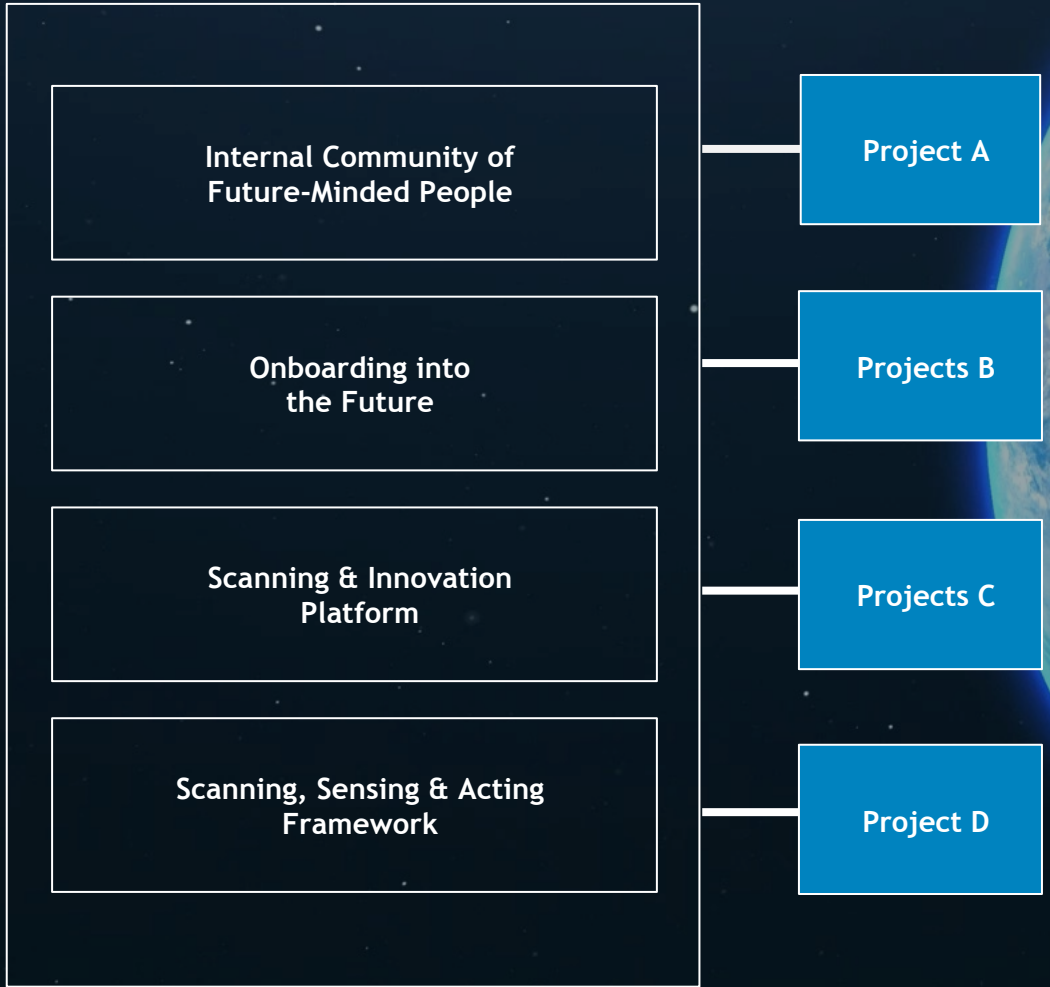 Internal Community of
Future-Minded People
Project A
Onboarding into
the Future
Projects B
Scanning & Innovation
Platform
Projects C
Scanning, Sensing & Acting
Framework
Project D